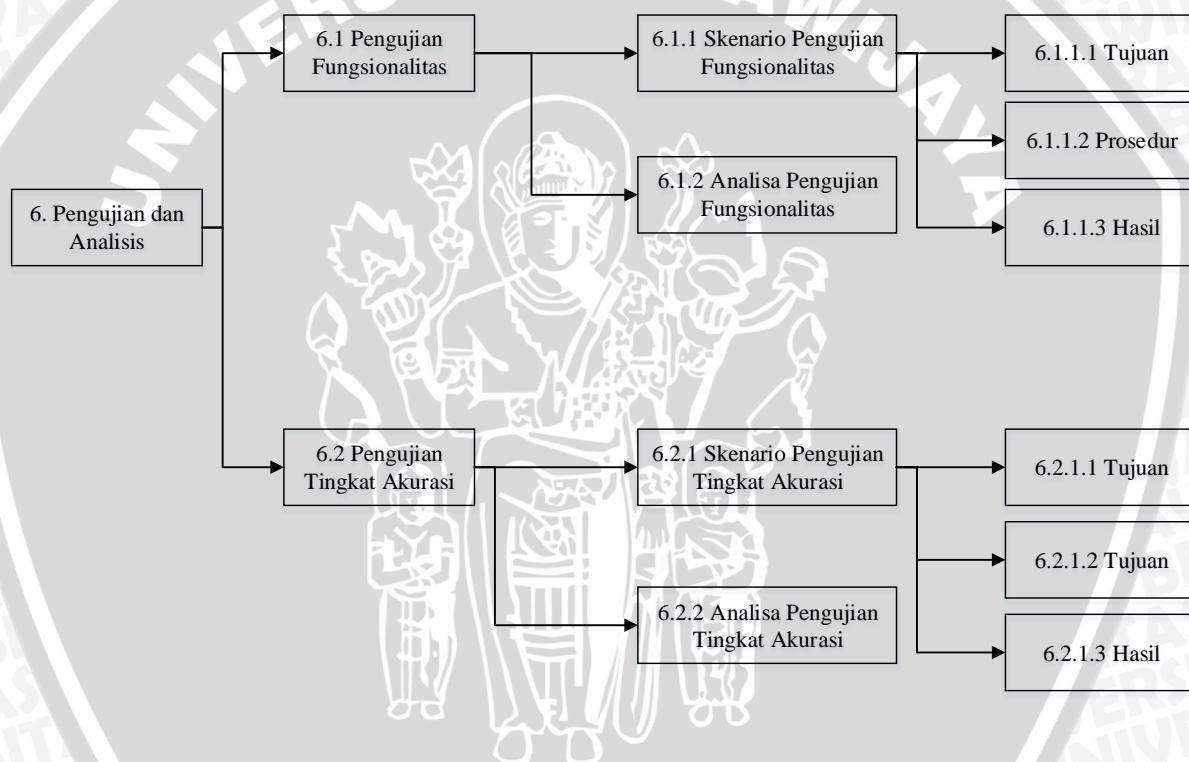 UNIVERS
AWIJAYA
6.1 Pengujian
Fungsionalitas
6.1.1 Skenario Pengujian
Fungsionalitas
6.1.1.1 Tujuan
6.1.1.2 Prosedur
6.1.1.3 Hasil
6.1.2 Analisa Pengujian
Fungsionalitas
6. Pengujian dan
Analisis
6.2 Pengujian
Tingkat Akurasi
6.2.1 Skenario Pengujian
Tingkat Akurasi
6.2.1.1 Tujuan
6.2.1.2 Tujuan
6.2.1.3 Hasil
6.2.2 Analisa Pengujian
Tingkat Akurasi